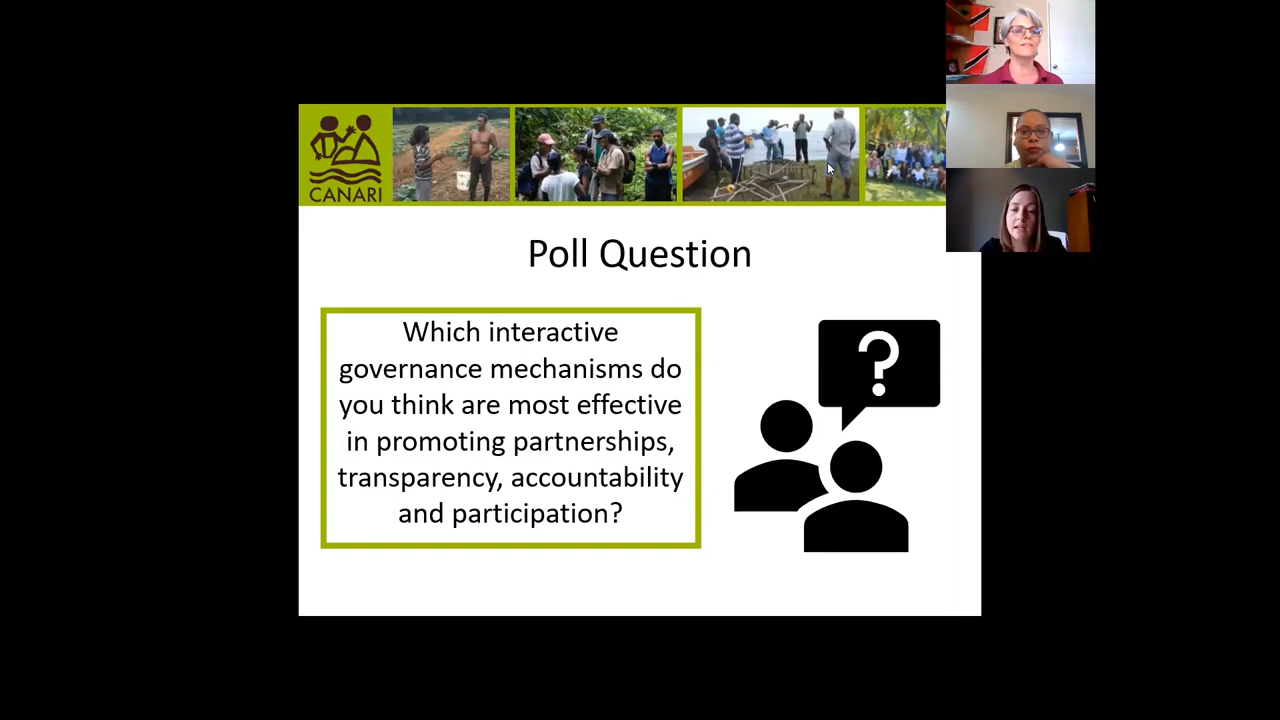 CANARI
Poll Question
Which interactive
governance mechanisms do
you think are most effective
in promoting partnerships,
transparency, accountability
and participation?
?